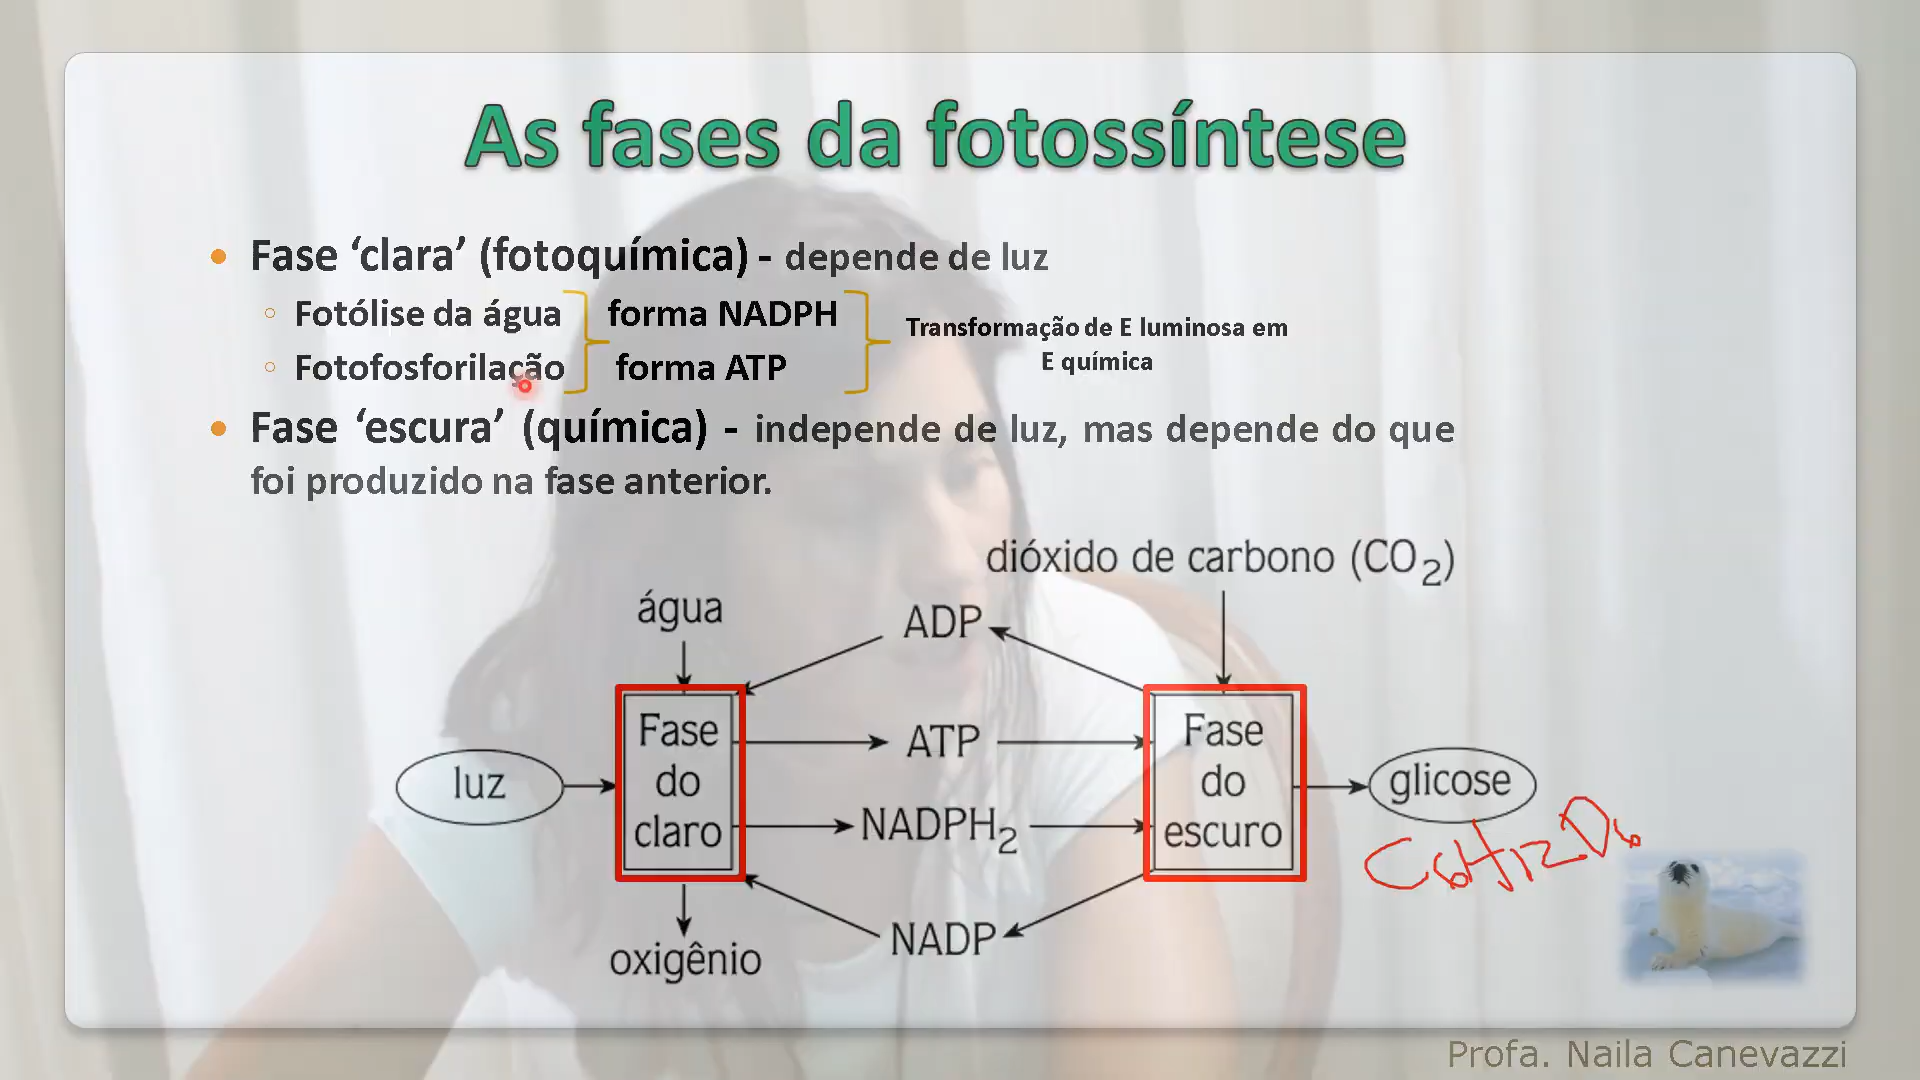 As fases da fotossíntese
• Fase ‘clara’ (fotoquímica) - depende de luz
◦ Fotólise da água forma NADPH
◦ Fotofosforilação forma ATP
Transformação de E luminosa em
E química
• Fase ‘escura’ (química) - independe de luz, mas depende do que
foi produzido na fase anterior.
dióxido de carbono (CO2)
água
ADP
luz
Fase
do
claro
ATP
NADPH2
Fase
do
escuro
glicose
C6H12O6
NADP
oxigênio
Profa. Naila Canevazzi